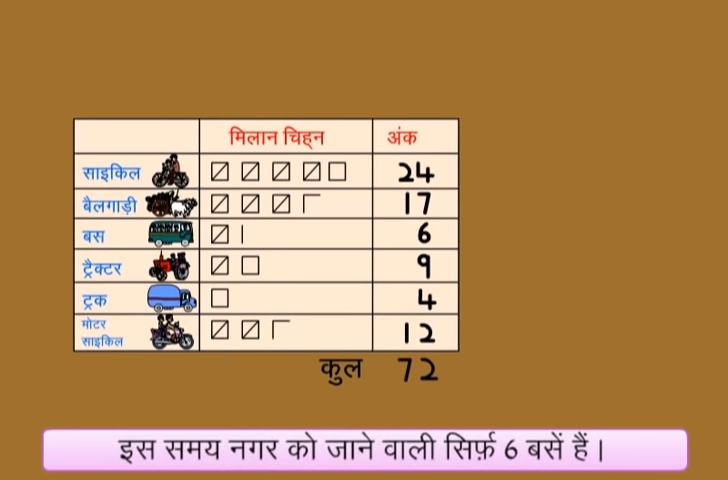 मिलान चिह्न अंक
साइकिल 24
बैलगाड़ी 17
बस 6
ट्रैक्टर 9
ट्रक 4
मोटर
साइकिल 12
कुल 72
इस समय नगर को जाने वाली सिर्फ़ 6 बसें हैं।